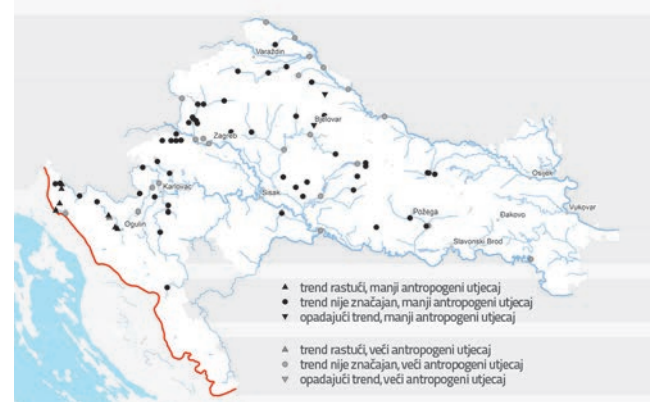 Varaždin
Bjelovar
Zagreb
Karlovac
Sisak
Ogulin
Požega
Osijek
Đakovo
Vukovar
Slavonski Brod
trend rastući, manji antropogeni utjecaj
trend nije značajan, manji antropogeni utjecaj
opadajući trend, manji antropogeni utjecaj
trend rastući, veći antropogeni utjecaj
trend nije značajan, veći antropogeni utjecaj
opadajući trend, veći antropogeni utjecaj